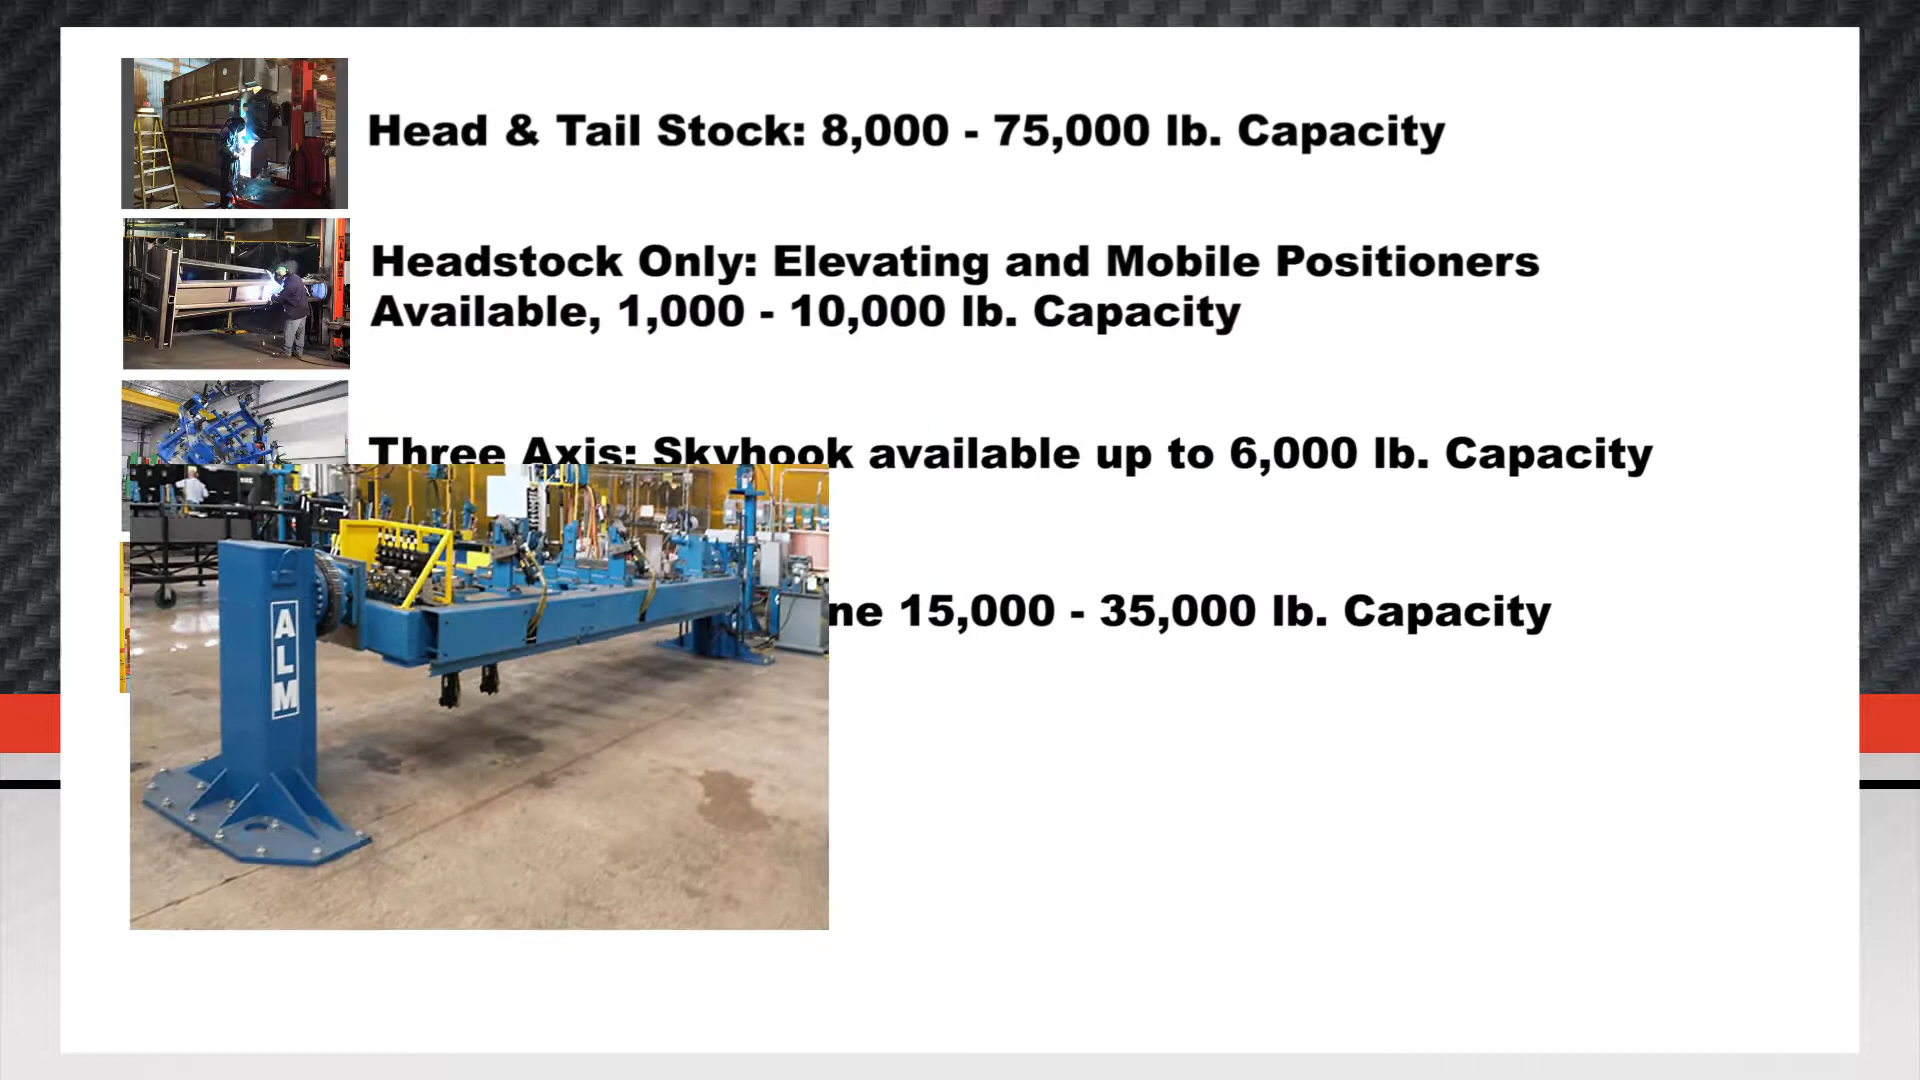 Head & Tail Stock: 8,000 - 75,000 lb. Capacity
Headstock Only: Elevating and Mobile Positioners
Available, 1,000 - 10,000 lb. Capacity
Three Axis: Skyhook available up to 6,000 lb. Capacity
ne 15,000 - 35,000 lb. Capacity
ALM